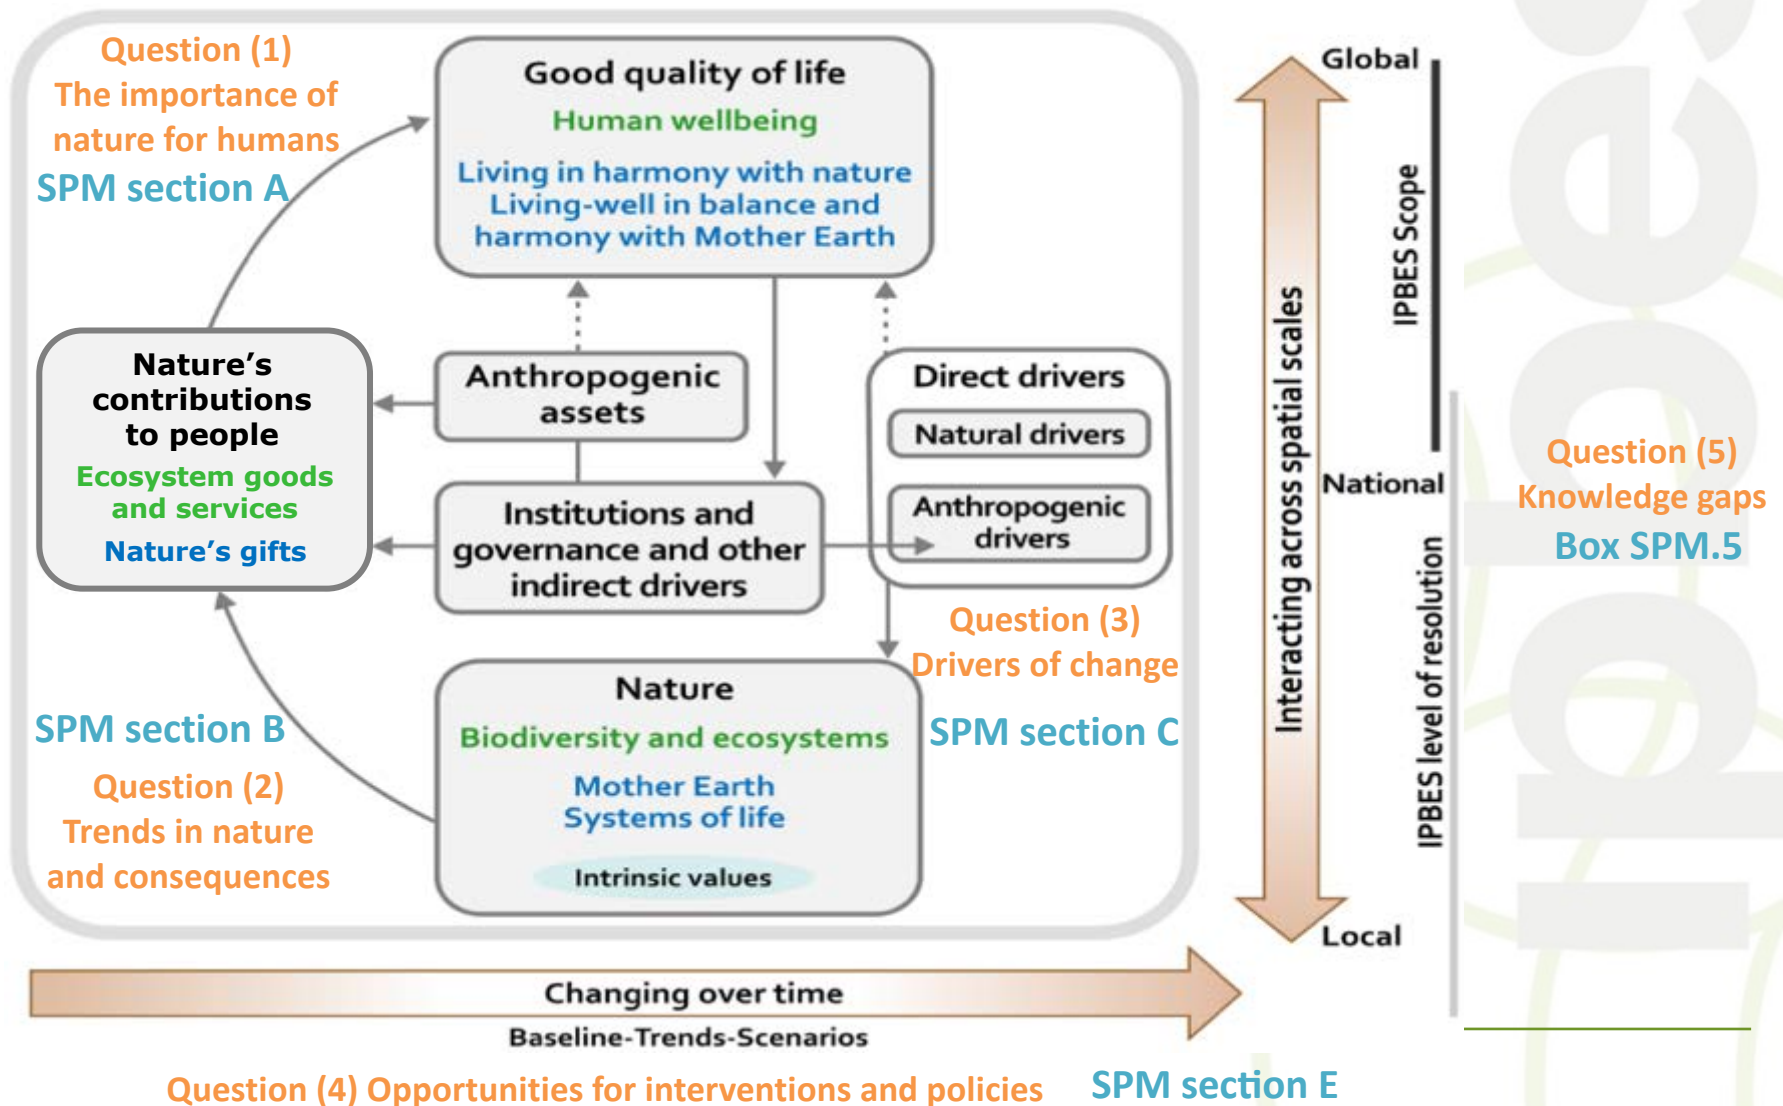 Question (1)
The importance of
nature for humans
SPM section A
Good quality of life
Human wellbeing
Living in harmony with nature
Living-well in balance and
harmony with Mother Earth
Nature's
contributions
to people
Ecosystem goods
and services
Nature's gifts
Anthropogenic
assets
Institutions and
governance and other
indirect drivers
Direct drivers
Natural drivers
Anthropogenic
drivers
Question (3)
Drivers of change
SPM section C
Nature
Biodiversity and ecosystems
Mother Earth
Systems of life
Intrinsic values
SPM section B
Question (2)
Trends in nature
and consequences
Interacting across spatial scales
Global
National
Local
IPBES Scope
IPBES level of resolution
Question (5)
Knowledge gaps
Box SPM.5
ipbes
Changing over time
Baseline-Trends-Scenarios
Question (4) Opportunities for interventions and policies
SPM section E